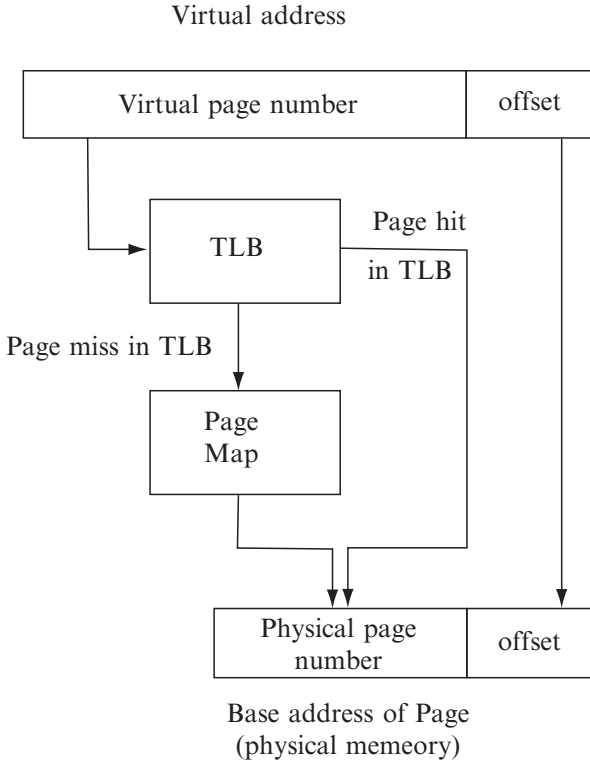 Virtual address
Virtual page number
offset
TLB
Page hit
in TLB
Page miss in TLB
Page
Map
Physical page
number
offset
Base address of Page
(physical memeory)